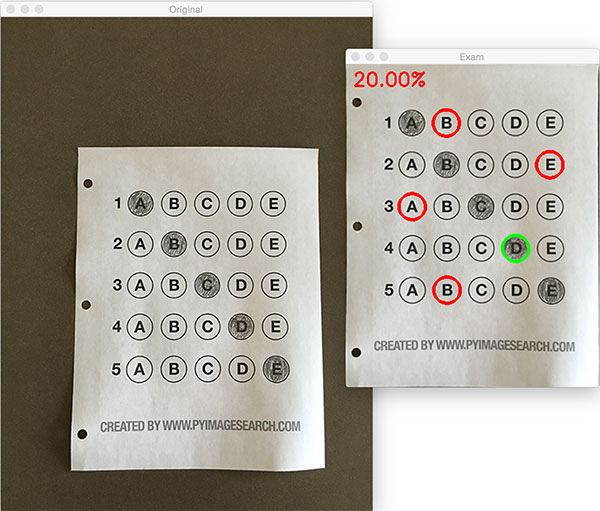 Original
1 A B C D E
2 A B C D E
3 A B C D E
4 A B C D E
5 A B C D E
CREATED BY WWW.PYIMAGESEARCH.COM
Exam
20.00%
1 A B C D E
2 A B C D E
3 A B C D E
4 A B C D E
5 A B C D E
CREATED BY WWW.PYIMAGESEARCH.COM